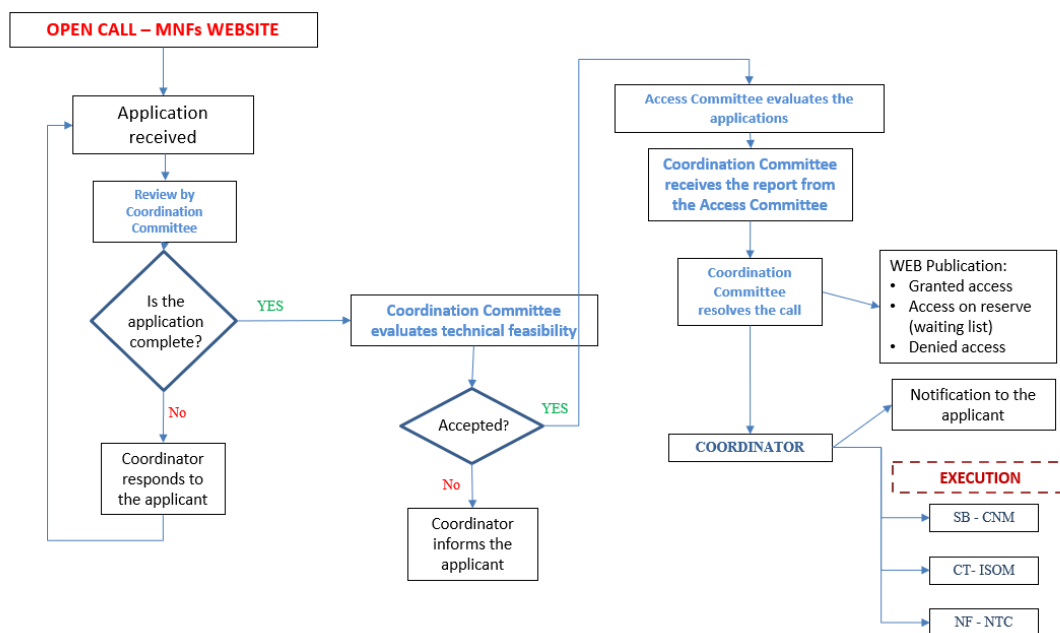 OPEN CALL – MNFs WEBSITE
Application
received
Review by
Coordination
Committee
Is the
application
complete?
YES
No
Coordinator
responds to
the applicant
Coordination Committee
evaluates technical feasibility
Accepted?
YES
No
Coordinator
informs the
applicant
Access Committee evaluates the
applications
Coordination Committee
receives the report from
the Access Committee
Coordination
Committee
resolves the call
WEB Publication:
• Granted access
• Access on reserve
(waiting list)
• Denied access
COORDINATOR
Notification to the
applicant
EXECUTION
SB - CNM
CT- ISOM
NF - NTC